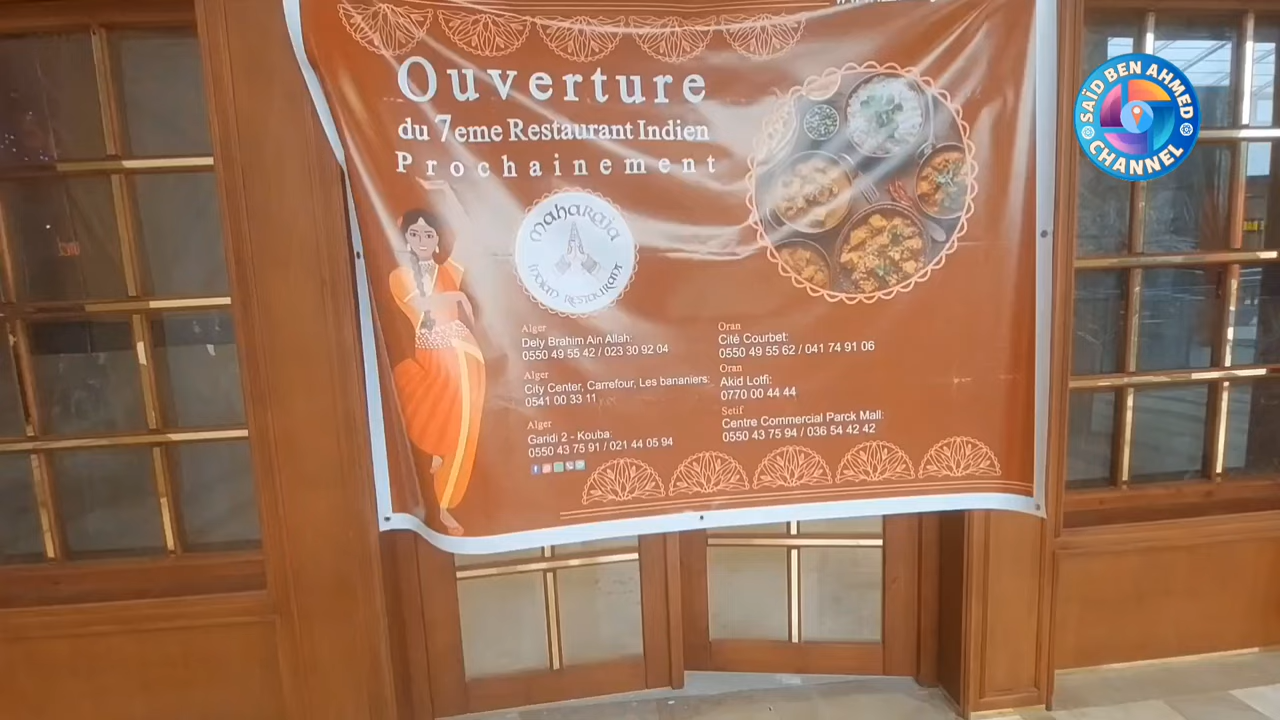 Ouverture
du 7eme Restaurant Indien
Prochainement
maharaja
INDIAN RESTAURANT
Alger
Dely Brahim Ain Allah:
0550 49 55 42 / 023 30 92 04
Alger
City Center, Carrefour, Les bananiers:
0541 00 33 11
Alger
Garidi 2 - Kouba:
0550 43 75 91 / 021 44 05 94
Oran
Cité Courbet:
0550 49 55 62 / 041 74 91 06
Oran
Akid Lotfi:
0770 00 44 44
Setif
Centre Commercial Parck Mall:
0550 43 75 94 / 036 54 42 42
SAÏD BEN AHMED
CHANNEL